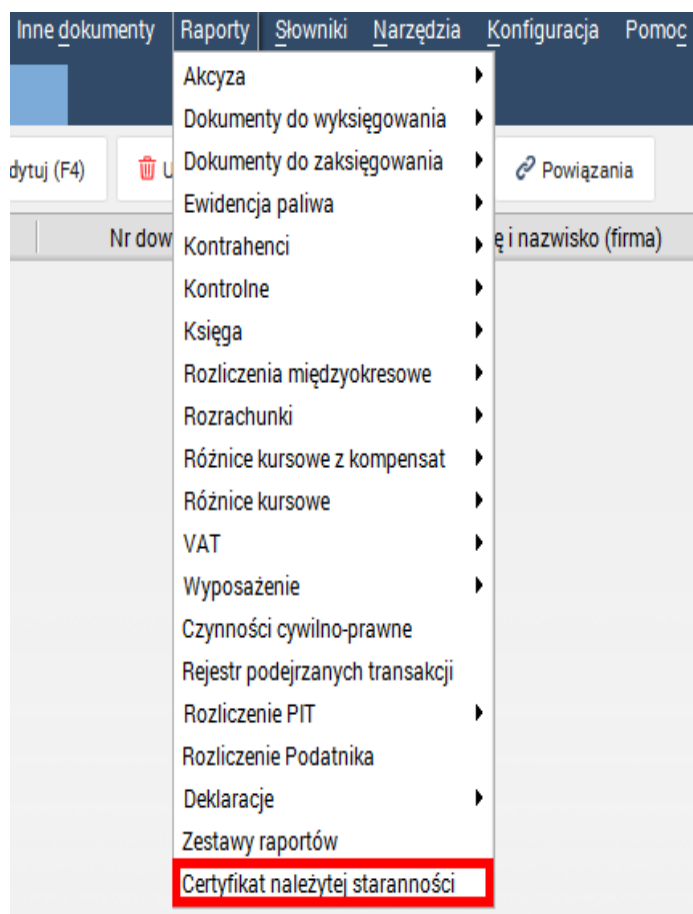 Inne dokumenty Raporty Słowniki Narzędzia Konfiguracja Pomoc
Akcyza
Dokumenty do wyksięgowania
dytuj (F4) U Dokumenty do zaksięgowania Powiązania
Ewidencja paliwa
Nr dow Kontrahenci ę i nazwisko (firma)
Kontrolne
Księga
Rozliczenia międzyokresowe
Rozrachunki
Różnice kursowe z kompensat
Różnice kursowe
VAT
Wyposażenie
Czynności cywilno-prawne
Rejestr podejrzanych transakcji
Rozliczenie PIT
Rozliczenie Podatnika
Deklaracje
Zestawy raportów
Certyfikat należytej staranności